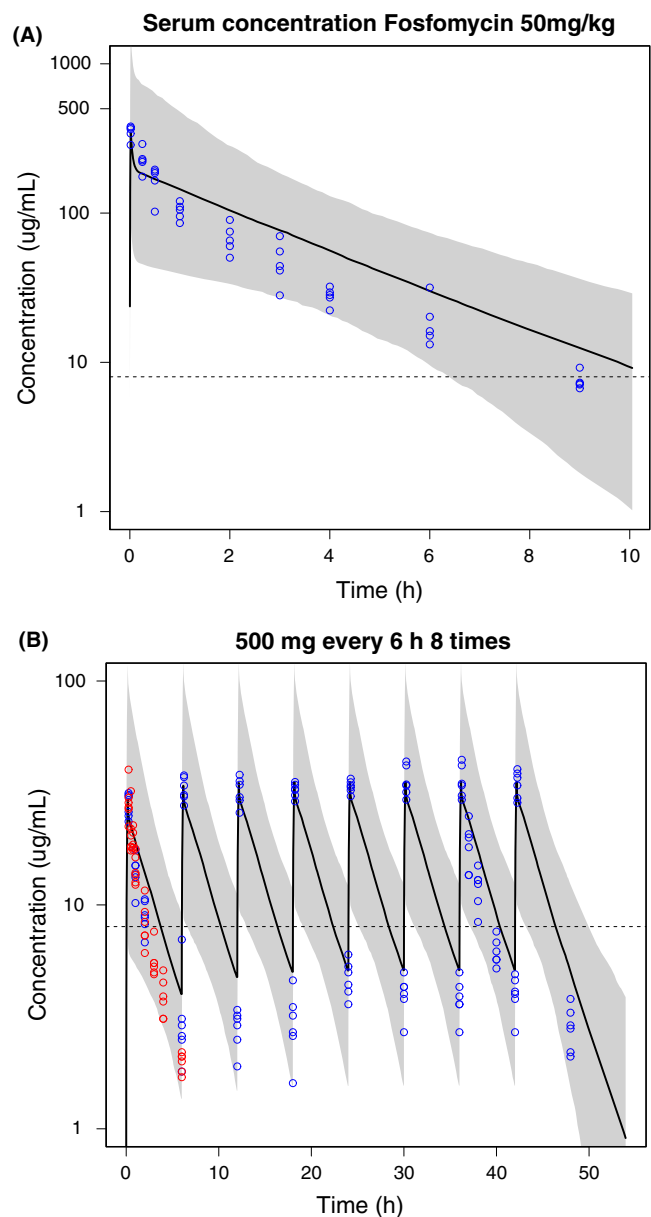 (A)
Serum concentration Fosfomycin 50mg/kg
Concentration (ug/mL)
1000
500
100
10
1
0 2 4 6 8 10
Time (h)
(B)
500 mg every 6 h 8 times
Concentration (ug/mL)
100
10
1
0 10 20 30 40 50
Time (h)